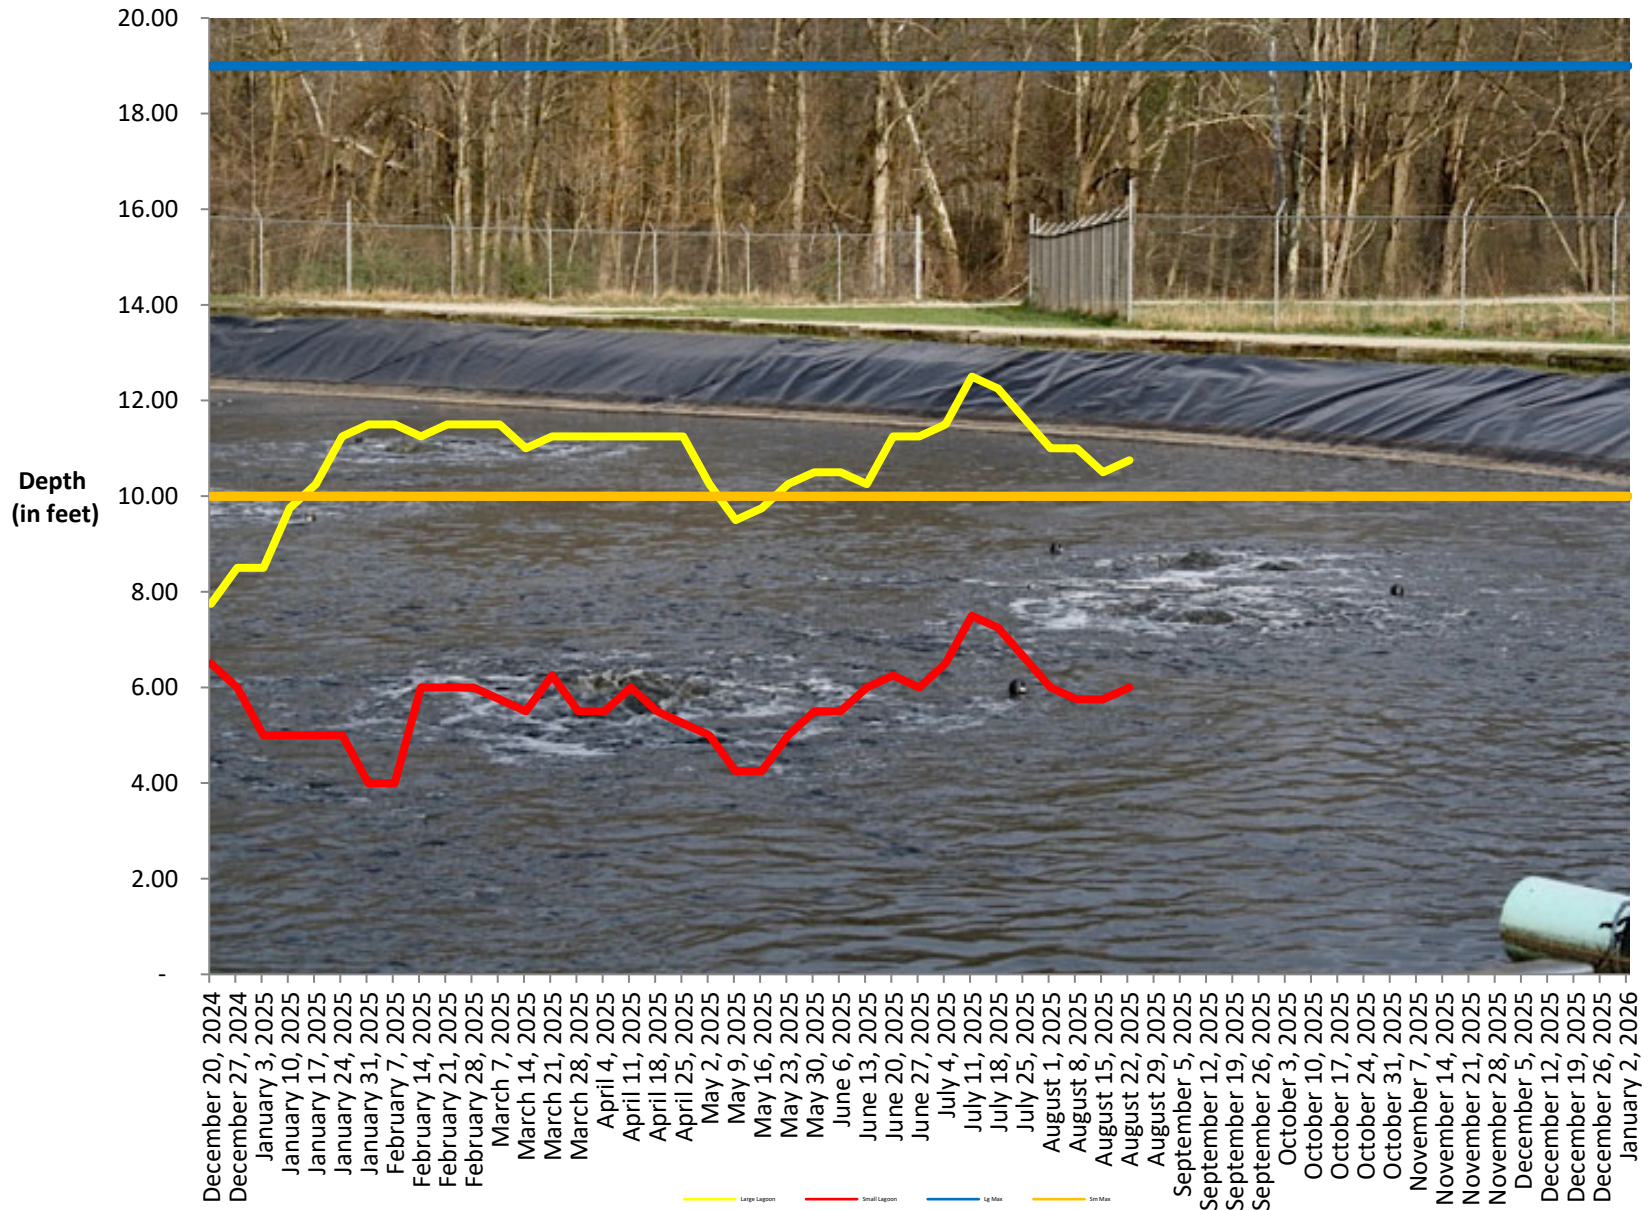 20.00
18.00
16.00
14.00
12.00
10.00
8.00
6.00
4.00
2.00
-
Depth
(in feet)
December 20, 2024
December 27, 2024
January 3, 2025
January 10, 2025
January 17, 2025
January 24, 2025
January 31, 2025
February 7, 2025
February 14, 2025
February 21, 2025
February 28, 2025
March 7, 2025
March 14, 2025
March 21, 2025
March 28, 2025
April 4, 2025
April 11, 2025
April 18, 2025
April 25, 2025
May 2, 2025
May 9, 2025
May 16, 2025
May 23, 2025
May 30, 2025
June 6, 2025
June 13, 2025
June 20, 2025
June 27, 2025
July 4, 2025
July 11, 2025
July 18, 2025
July 25, 2025
August 1, 2025
August 8, 2025
August 15, 2025
August 22, 2025
August 29, 2025
September 5, 2025
September 12, 2025
September 19, 2025
September 26, 2025
October 3, 2025
October 10, 2025
October 17, 2025
October 24, 2025
October 31, 2025
November 7, 2025
November 14, 2025
November 21, 2025
November 28, 2025
December 5, 2025
December 12, 2025
December 19, 2025
December 26, 2025
January 2, 2026
Large Lagoon
Small Lagoon
Lg Max
Sm Max